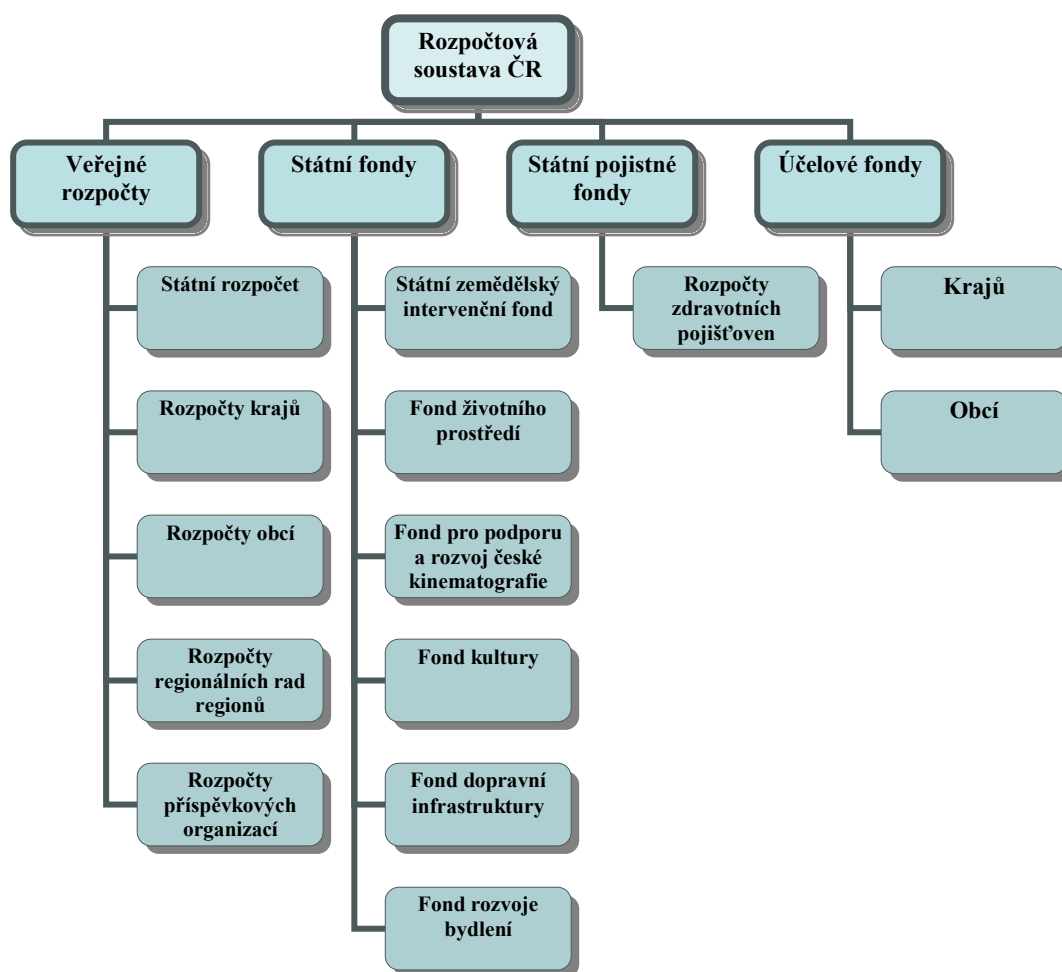 Rozpočtová
soustava ČR
Veřejné
rozpočty
Státní fondy
Státní pojistné
fondy
Účelové fondy
Státní rozpočet
Rozpočty krajů
Rozpočty obcí
Rozpočty
regionálních rad
regionů
Rozpočty
příspěvkových
organizací
Státní zemědělský
intervenční fond
Fond životního
prostředí
Fond pro podporu
a rozvoj české
kinematografie
Fond kultury
Fond dopravní
infrastruktury
Fond rozvoje
bydlení
Rozpočty
zdravotních
pojišťoven
Krajů
Obcí